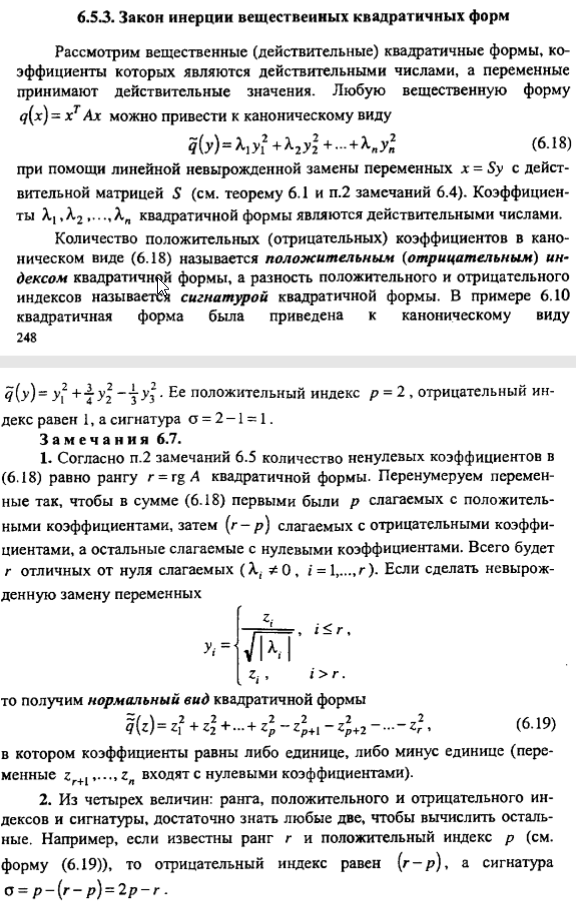 6.5.3. Закон инерции вещественных квадратичных форм
Рассмотрим вещественные (действительные) квадратичные формы, ко-
эффициенты которых являются действительными числами, а переменные
принимают действительные значения. Любую вещественную форму
q(x) = xᵀAx можно привести к каноническому виду
q̃(y) = λ₁y₁² + λ₂y₂² + ... + λₙyₙ² (6.18)
при помощи линейной невырожденной замены переменных x = Sy с дейст-
вительной матрицей S (см. теорему 6.1 и п.2 замечаний 6.4). Коэффициен-
ты λ₁, λ₂,..., λₙ квадратичной формы являются действительными числами.
Количество положительных (отрицательных) коэффициентов в кано-
ническом виде (6.18) называется положительным (отрицательным) ин-
дексом квадратичной формы, а разность положительного и отрицательного
индексов называется сигнатурой квадратичной формы. В примере 6.10
квадратичная форма была приведена к каноническому виду
248
q̃(y) = y₁² + 3/4 y₂² − 1/3 y₃². Ее положительный индекс p = 2, отрицательный ин-
декс равен 1, а сигнатура σ = 2 − 1 = 1.
Замечания 6.7.
1. Согласно п.2 замечаний 6.5 количество ненулевых коэффициентов в
(6.18) равно рангу r = rg A квадратичной формы. Перенумеруем перемен-
ные так, чтобы в сумме (6.18) первыми были p слагаемых с положитель-
ными коэффициентами, затем (r − p) слагаемых с отрицательными коэффи-
циентами, а остальные слагаемые с нулевыми коэффициентами. Всего будет
r отличных от нуля слагаемых (λᵢ ≠ 0, i = 1,...,r). Если сделать невырож-
денную замену переменных
yᵢ = { zᵢ / √|λᵢ|, i ≤ r,
zᵢ, i > r.
то получим нормальный вид квадратичной формы
q̃̃(z) = z₁² + z₂² + ... + zₚ² − zₚ₊₁² − zₚ₊₂² − ... − zᵣ², (6.19)
в котором коэффициенты равны либо единице, либо минус единице (пере-
менные zᵣ₊₁,..., zₙ входят с нулевыми коэффициентами).
2. Из четырех величин: ранга, положительного и отрицательного ин-
дексов и сигнатуры, достаточно знать любые две, чтобы вычислить осталь-
ные. Например, если известны ранг r и положительный индекс p (см.
форму (6.19)), то отрицательный индекс равен (r − p), а сигнатура
σ = p − (r − p) = 2p − r.